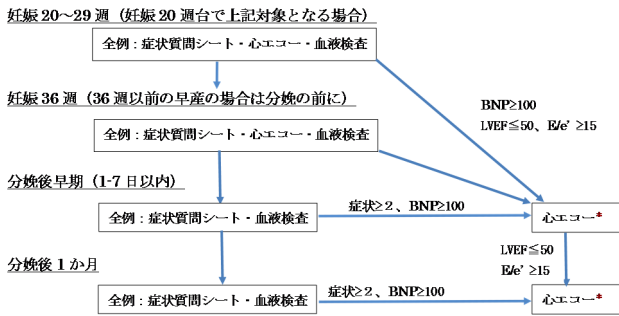 妊娠20～29週（妊娠20週台で上記対象となる場合）
全例：症状質問シート・心エコー・血液検査
妊娠36週（36週以前の早産の場合は分娩の前に）
BNP≥100
LVEF≦50、E/e’≥15
全例：症状質問シート・心エコー・血液検査
分娩後早期（1-7日以内）
症状≥２、BNP≥100
全例：症状質問シート・血液検査
心エコー*
LVEF≦50
E/e’≥15
分娩後１か月
症状≥２、BNP≥100
全例：症状質問シート・血液検査
心エコー*